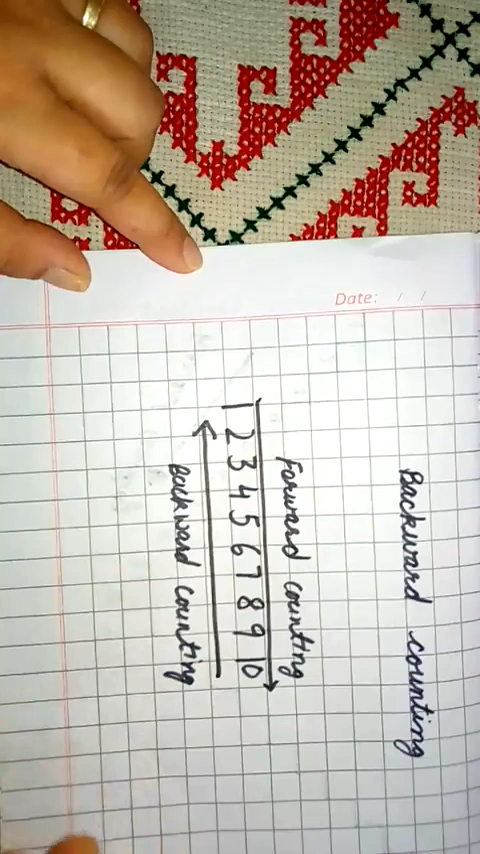 Date: / /
Backward counting
Forward counting
1 2 3 4 5 6 7 8 9 10
backward counting